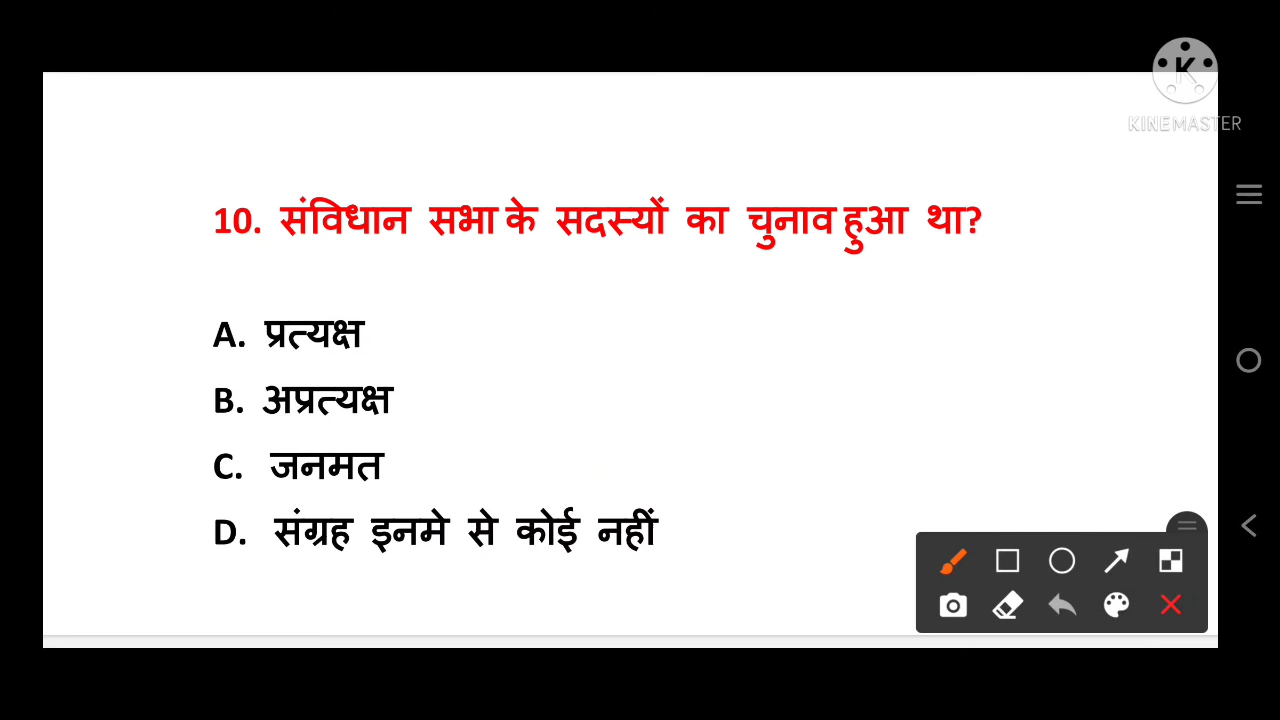 KINEMASTER
10. संविधान सभा के सदस्यों का चुनाव हुआ था?
A. प्रत्यक्ष
B. अप्रत्यक्ष
C. जनमत
D. संग्रह इनमे से कोई नहीं